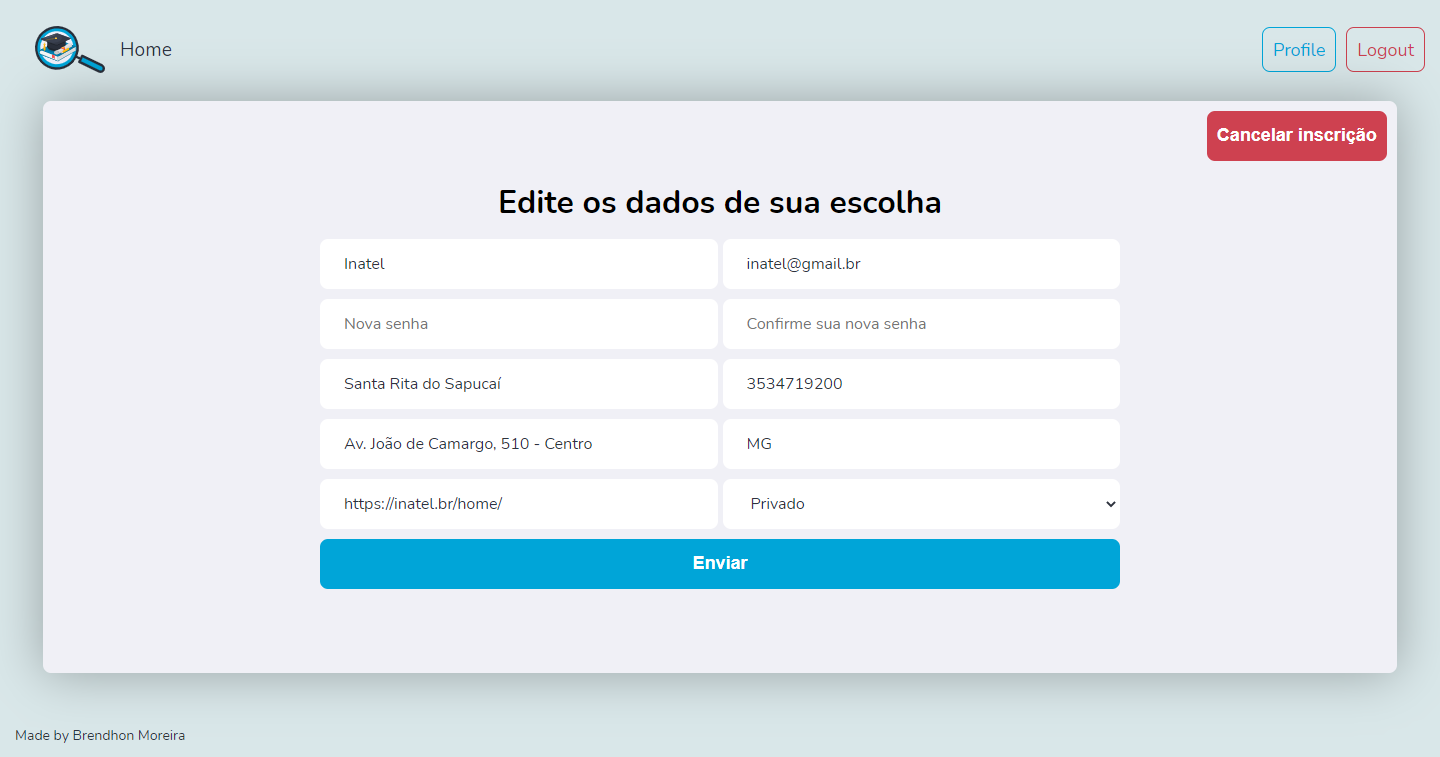 Home
Profile
Logout
Cancelar inscrição
Edite os dados de sua escolha
Inatel
inatel@gmail.br
Nova senha
Confirme sua nova senha
Santa Rita do Sapucaí
3534719200
Av. João de Camargo, 510 - Centro
MG
https://inatel.br/home/
Privado
Enviar
Made by Brendhon Moreira